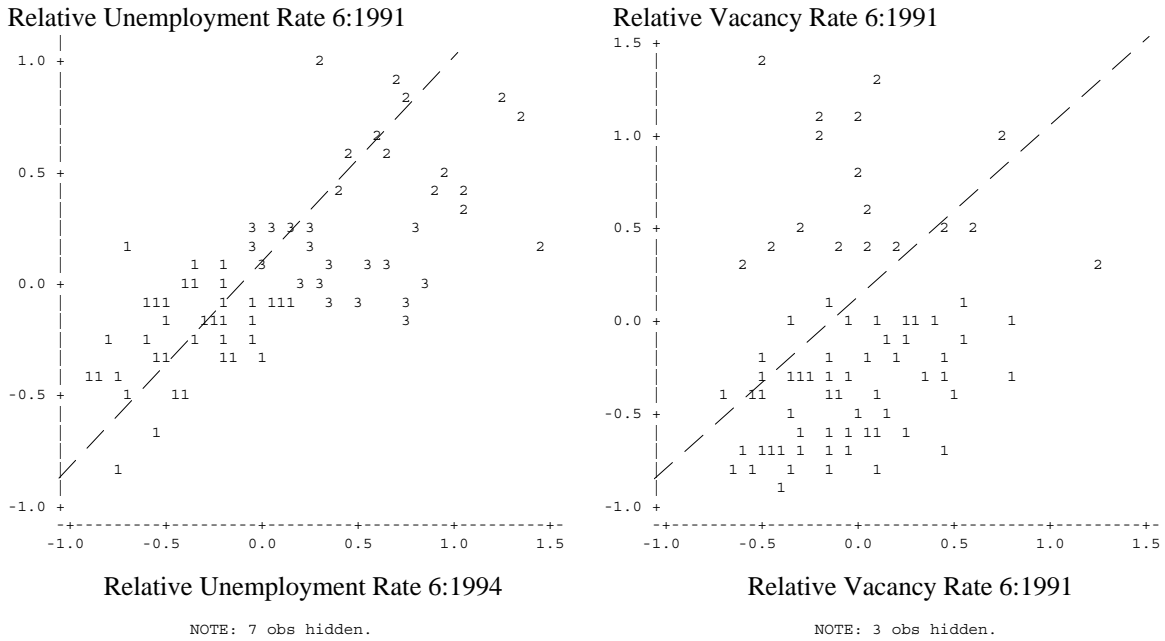 Relative Unemployment Rate 6:1991
1.0 +
0.5 +
0.0 +
-0.5 +
-1.0 +
-1.0 -0.5 0.0 0.5 1.0 1.5
Relative Unemployment Rate 6:1994
NOTE: 7 obs hidden.
Relative Vacancy Rate 6:1991
1.5 +
1.0 +
0.5 +
0.0 +
-0.5 +
-1.0 +
-1.0 -0.5 0.0 0.5 1.0 1.5
Relative Vacancy Rate 6:1991
NOTE: 3 obs hidden.